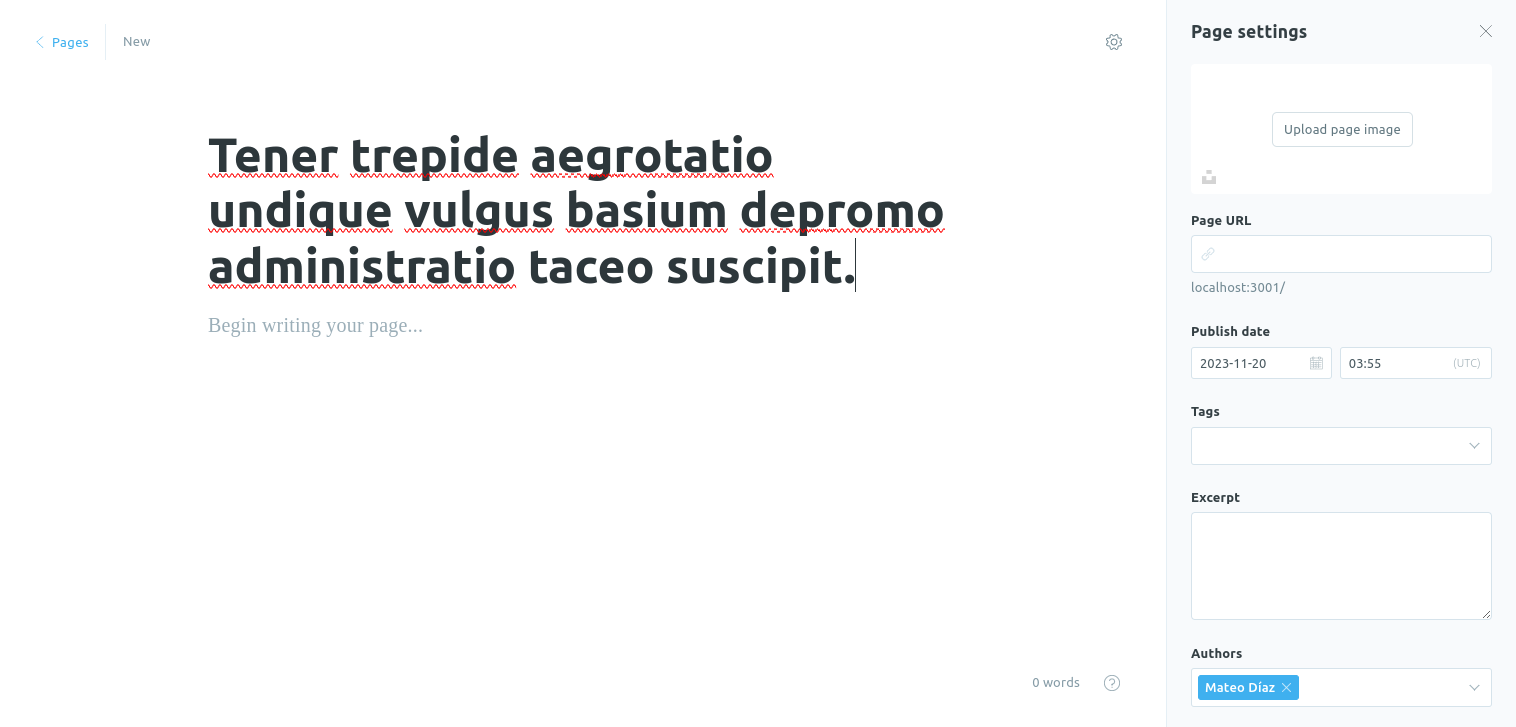 Pages
New
Tener trepide aegrotatio
undique vulgus basium depromo
administratio taceo suscipit.
Begin writing your page...
0 words
?
Page settings
Upload page image
Page URL
localhost:3001/
Publish date
2023-11-20
03:55
(UTC)
Tags
Excerpt
Authors
Mateo Díaz